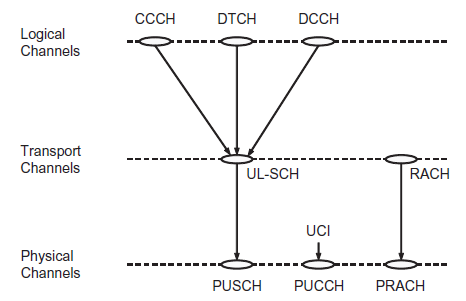 CCCH DTCH DCCH
Logical
Channels
Transport
Channels
UL-SCH RACH
UCI
Physical
Channels
PUSCH PUCCH PRACH